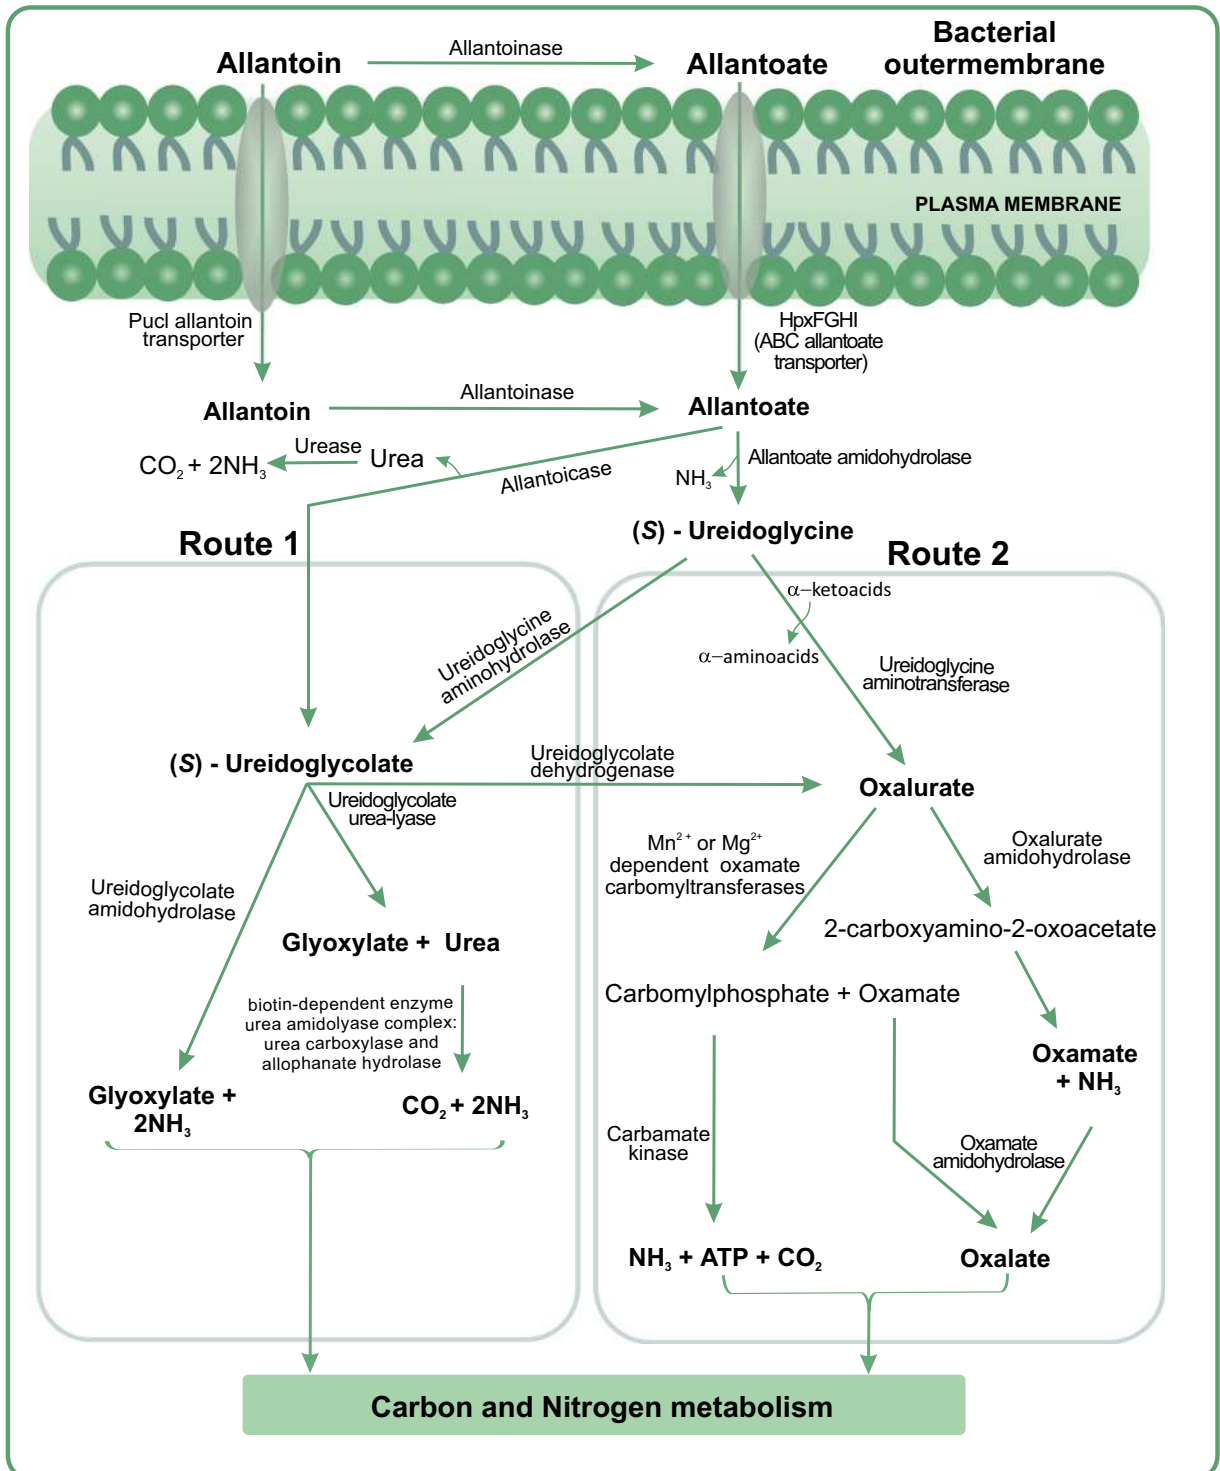 Bacterial
outermembrane
Allantoin
Allantoinase
Allantoate
PLASMA MEMBRANE
Pucl allantoin
transporter
HpxFGHI
(ABC allantoate
transporter)
Allantoin
Allantoinase
Allantoate
CO₂ + 2NH₃
Urease
Urea
Allantoicase
NH₃
Allantoate amidohydrolase
(S) - Ureidoglycine
Route 1
Route 2
α–ketoacids
α–aminoacids
Ureidoglycine
aminohydrolase
Ureidoglycine
aminotransferase
(S) - Ureidoglycolate
Ureidoglycolate
dehydrogenase
Oxalurate
Ureidoglycolate
urea-lyase
Ureidoglycolate
amidohydrolase
Mn²⁺ or Mg²⁺
dependent oxamate
carbomyltransferases
Oxalurate
amidohydrolase
Glyoxylate + Urea
2-carboxyamino-2-oxoacetate
biotin-dependent enzyme
urea amidolyase complex:
urea carboxylase and
allophanate hydrolase
Carbomylphosphate + Oxamate
Oxamate
+ NH₃
Glyoxylate +
2NH₃
CO₂ + 2NH₃
Carbamate
kinase
Oxamate
amidohydrolase
NH₃ + ATP + CO₂
Oxalate
Carbon and Nitrogen metabolism